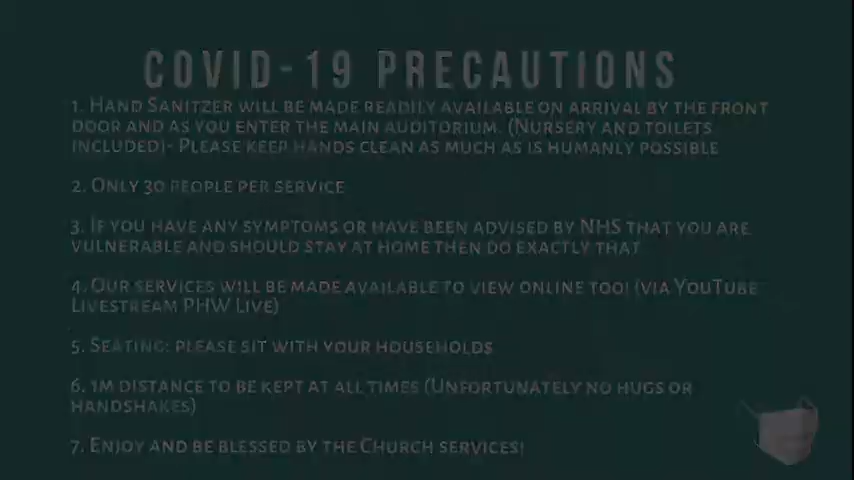 COVID-19 PRECAUTIONS
1. Hand Sanitzer will be made readily available on arrival by the front
door and as you enter the main auditorium. (Nursery and toilets
included)- Please keep hands clean as much as is humanly possible
2. Only 30 people per service
3. If you have any symptoms or have been advised by NHS that you are
vulnerable and should stay at home then do exactly that
4. Our services will be made available to view online too! (via YouTube
Livestream PHW Live)
5. Seating: please sit with your households
6. 1m distance to be kept at all times (Unfortunately no hugs or
handshakes)
7. Enjoy and be blessed by the Church services!